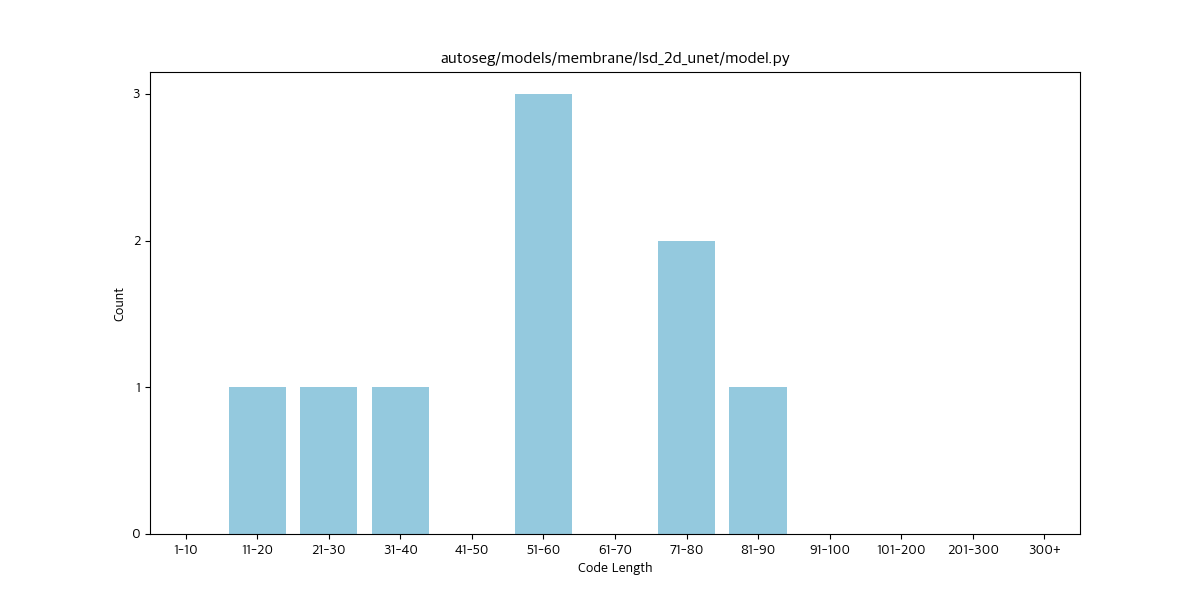 autoseg/models/membrane/lsd_2d_unet/model.py
3
2
1
0
Count
1-10 11-20 21-30 31-40 41-50 51-60 61-70 71-80 81-90 91-100 101-200 201-300 300+
Code Length